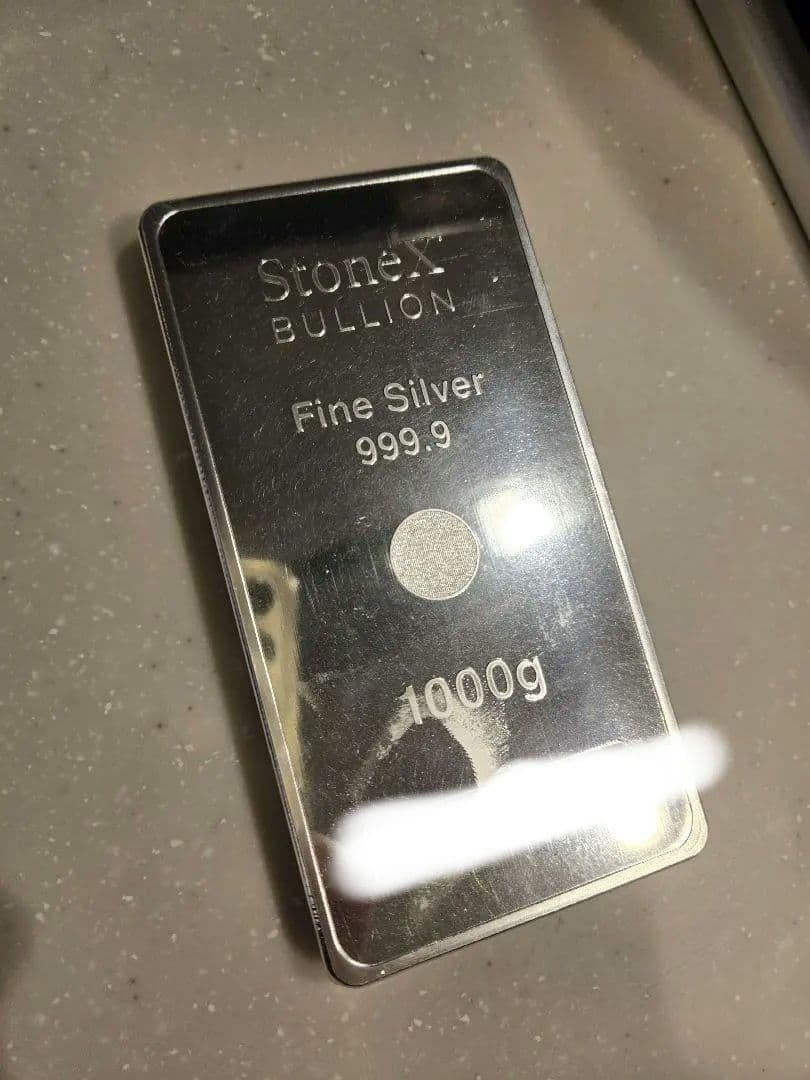 StoneX
BULLION
Fine Silver
999.9
1000g